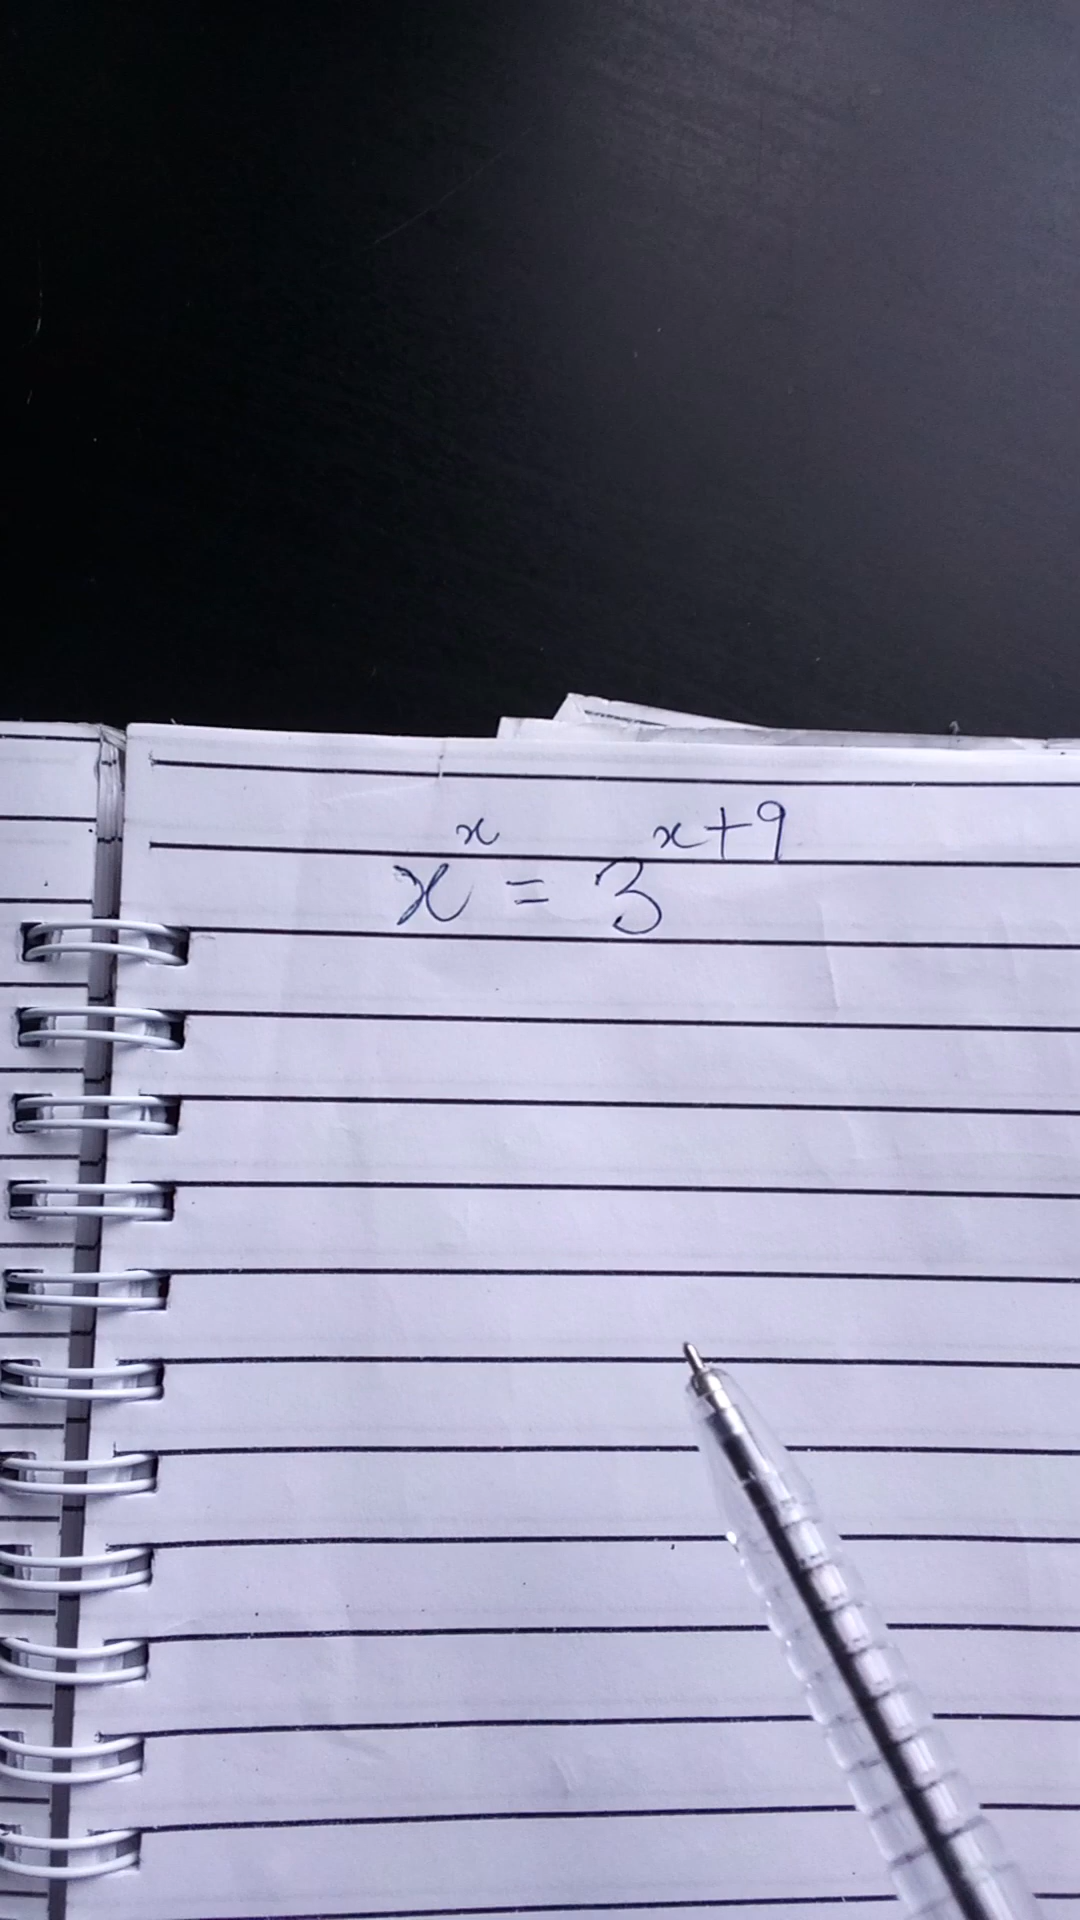 x^x = 3^{x+9}